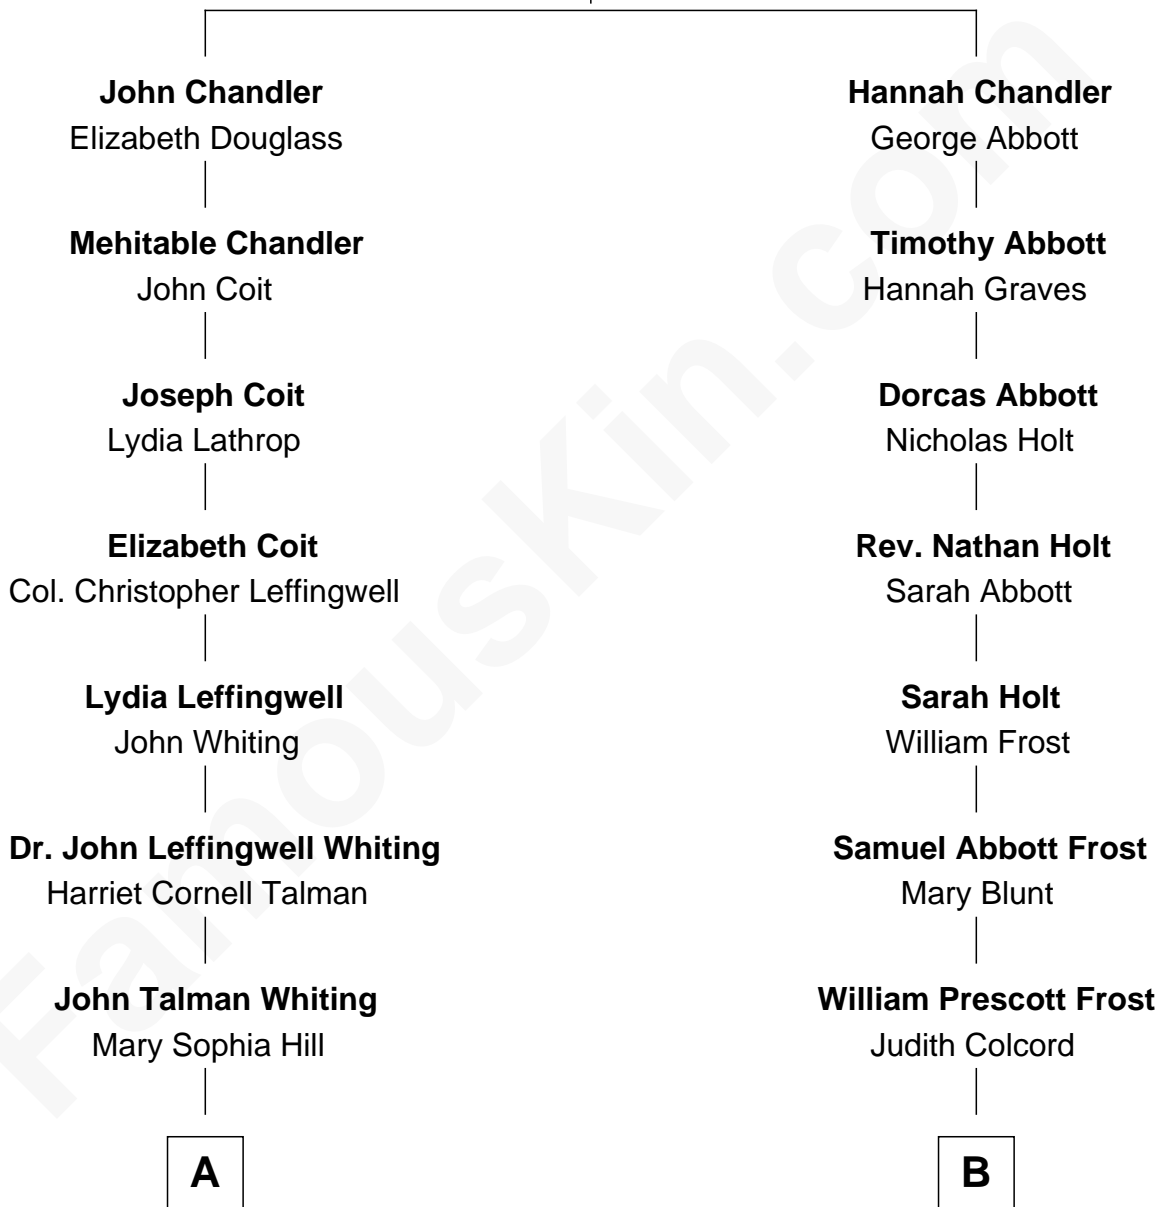 John Chandler
Elizabeth Douglass
Mehitable Chandler
John Coit
Joseph Coit
Lydia Lathrop
Elizabeth Coit
Col. Christopher Leffingwell
Lydia Leffingwell
John Whiting
Dr. John Leffingwell Whiting
Harriet Cornell Talman
John Talman Whiting
Mary Sophia Hill
A
Hannah Chandler
George Abbott
Timothy Abbott
Hannah Graves
Dorcas Abbott
Nicholas Holt
Rev. Nathan Holt
Sarah Abbott
Sarah Holt
William Frost
Samuel Abbott Frost
Mary Blunt
William Prescott Frost
Judith Colcord
B
FamousKin.com